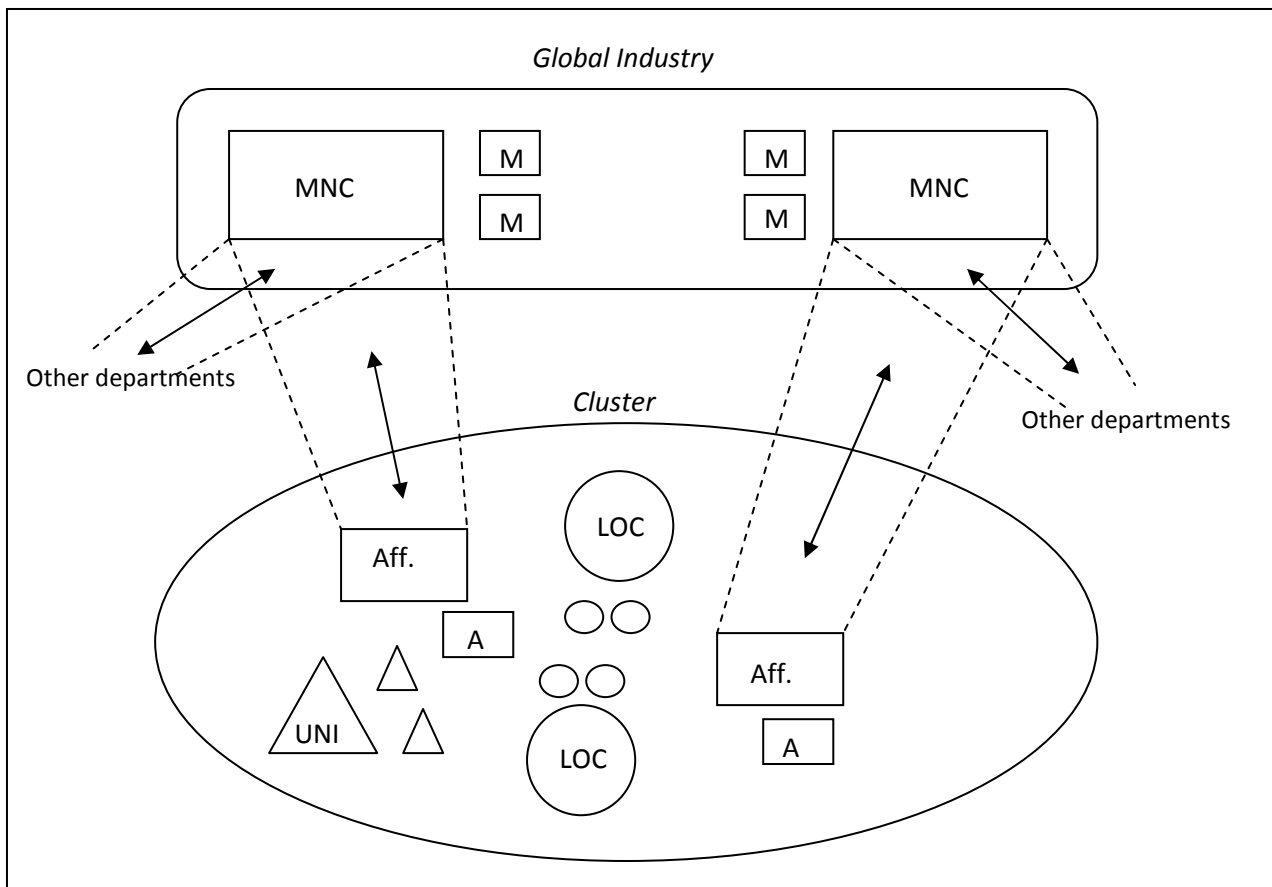 Global Industry
MNC
M
M
M
M
MNC
Other departments
Other departments
Cluster
LOC
Aff.
A
Aff.
UNI
LOC
A